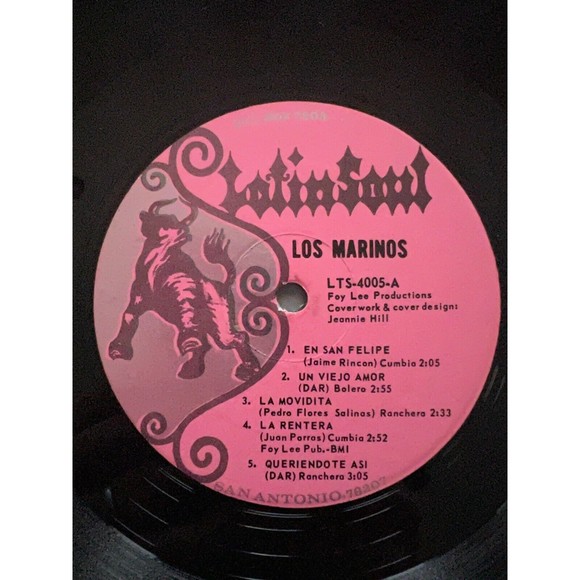 Latin Soul
LOS MARINOS
LTS-4005-A
Foy Lee Productions
Coverwork & cover design:
Jeannie Hill
1. EN SAN FELIPE
(Jaime Rincon) Cumbia 2:05
2. UN VIEJO AMOR
(DAR) Bolero 2:55
3. LA MOVIDITA
(Pedro Flores Salinas) Ranchera 2:33
4. LA RENTERA
(Juan Porras) Cumbia 2:52
Foy Lee Pub.-BMI
5. QUERIENDOTE ASI
(DAR) Ranchera 3:05
SAN ANTONIO-78207